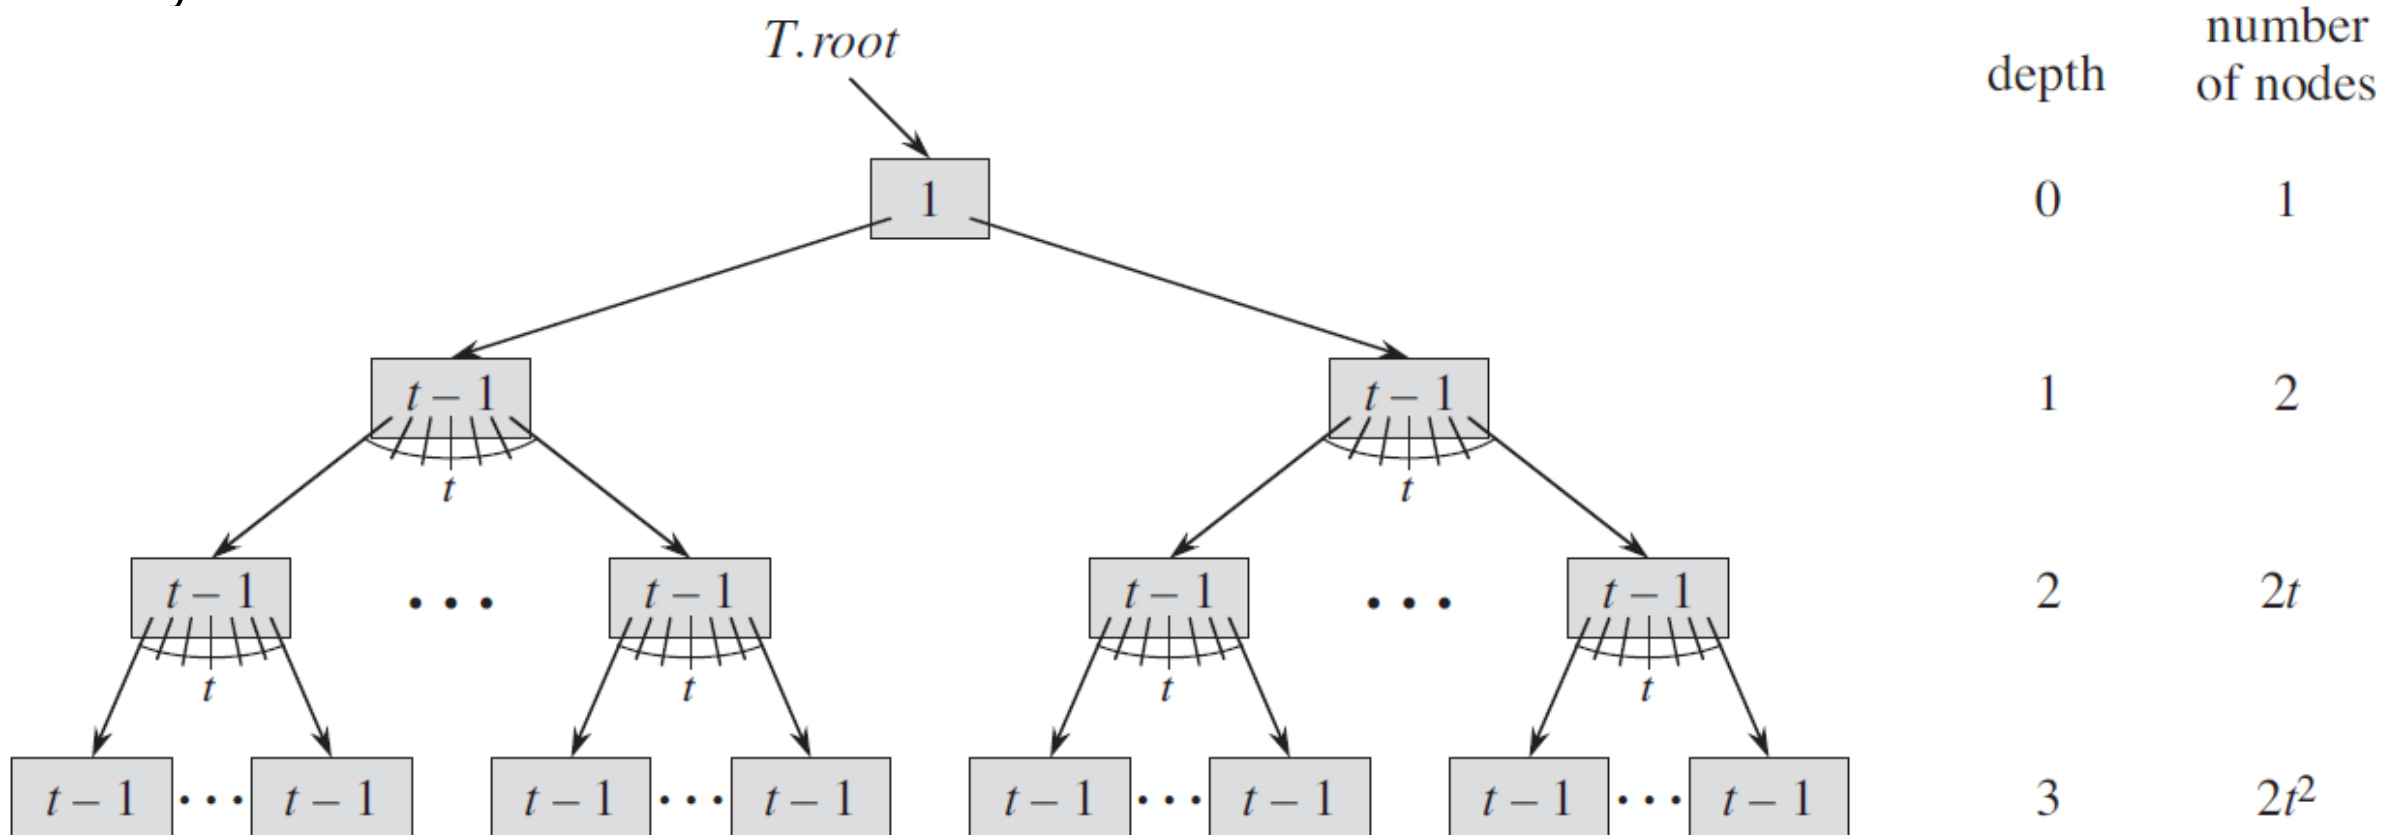 T.root
depth
number
of nodes
1
0 1
t – 1 t – 1
1 2
t t
t – 1 ... t – 1 t – 1 ... t – 1
2 2t
t t t t
t – 1 ... t – 1 t – 1 ... t – 1 t – 1 ... t – 1 t – 1 ... t – 1
3 2t²